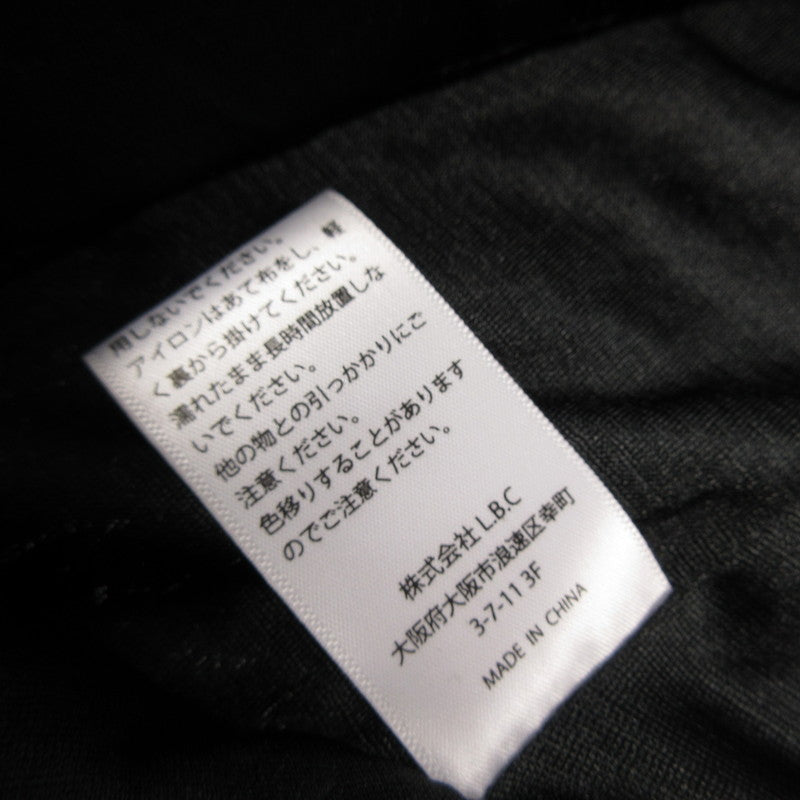 用しないでください。
アイロンはあて布をし、軽
く裏から掛けてください。
濡れたまま長時間放置しな
いでください。
他の物との引っかかりにご
注意ください。
色移りすることがあります
のでご注意ください。
株式会社 L.B.C
大阪府大阪市浪速区幸町
3-7-11 3F
MADE IN CHINA